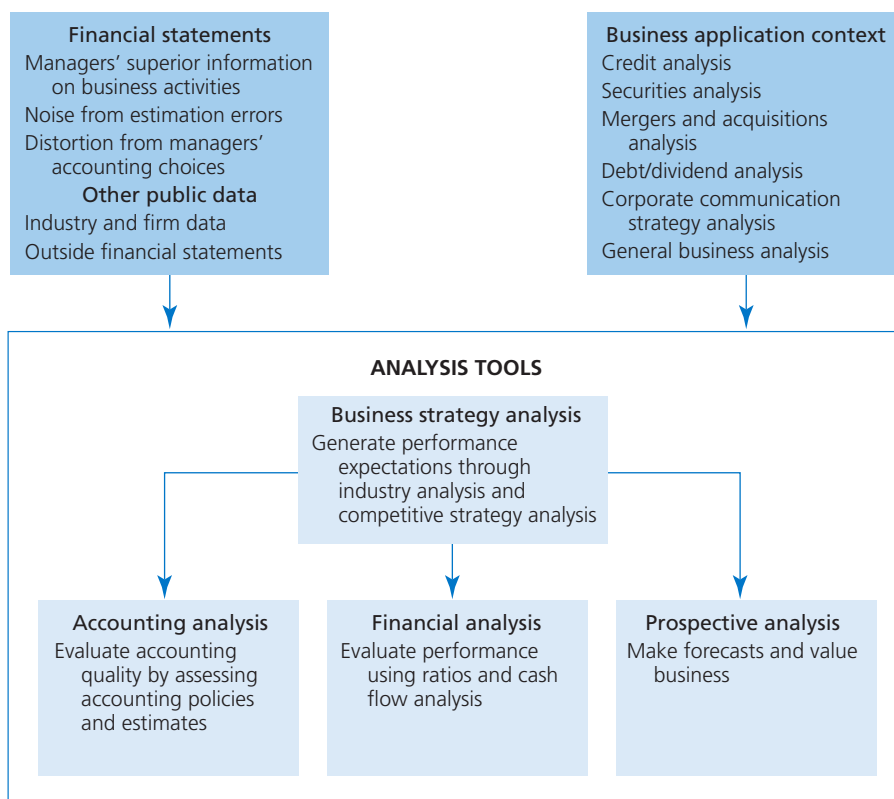 Financial statements
Managers' superior information
on business activities
Noise from estimation errors
Distortion from managers'
accounting choices
Other public data
Industry and firm data
Outside financial statements
Business application context
Credit analysis
Securities analysis
Mergers and acquisitions
analysis
Debt/dividend analysis
Corporate communication
strategy analysis
General business analysis
ANALYSIS TOOLS
Business strategy analysis
Generate performance
expectations through
industry analysis and
competitive strategy analysis
Accounting analysis
Evaluate accounting
quality by assessing
accounting policies
and estimates
Financial analysis
Evaluate performance
using ratios and cash
flow analysis
Prospective analysis
Make forecasts and value
business